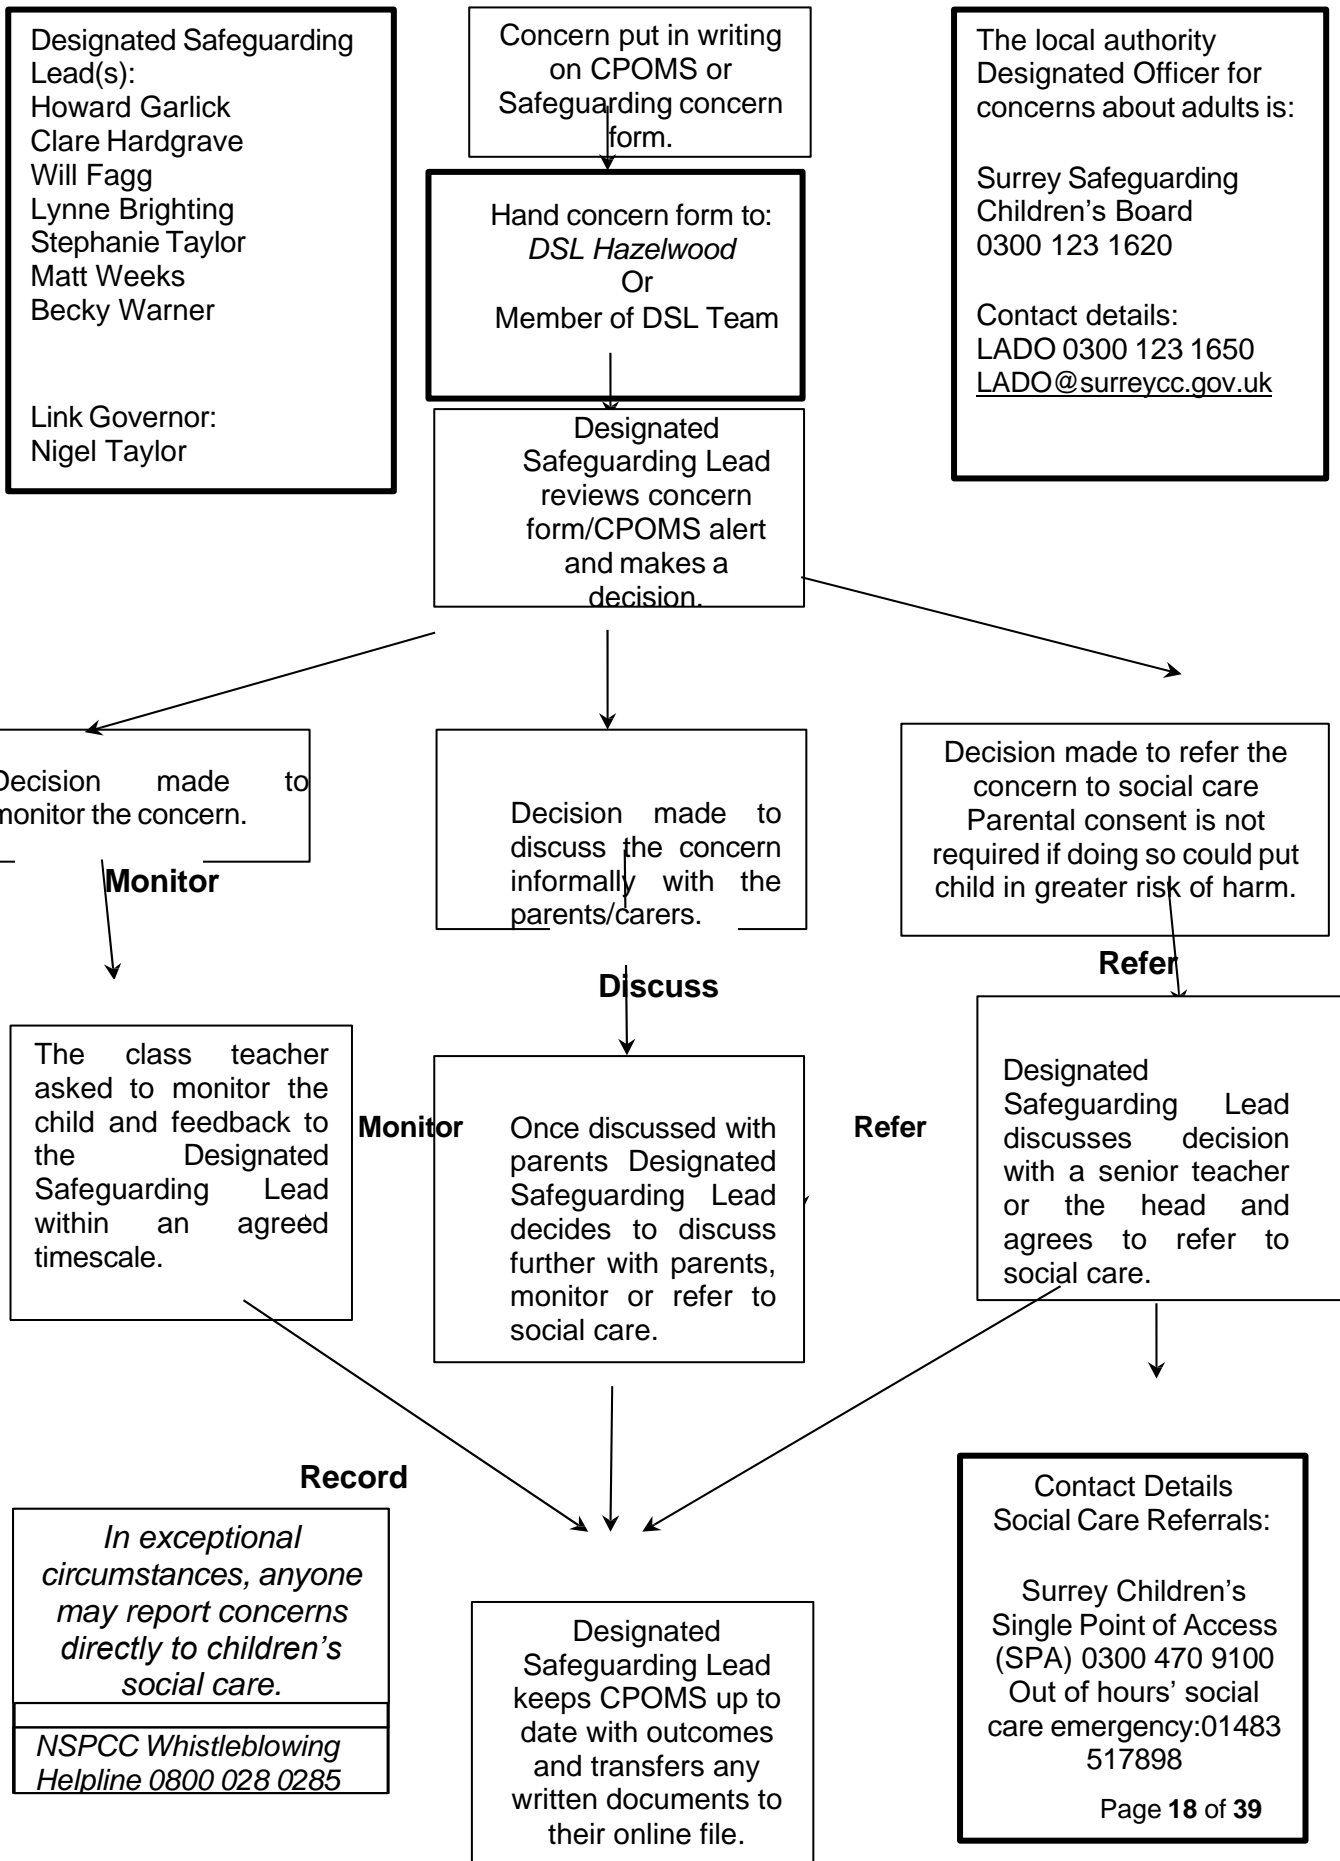 Designated Safeguarding
Lead(s):
Howard Garlick
Clare Hardgrave
Will Fagg
Lynne Brighting
Stephanie Taylor
Matt Weeks
Becky Warner
Link Governor:
Nigel Taylor
Concern put in writing
on CPOMS or
Safeguarding concern
form.
The local authority
Designated Officer for
concerns about adults is:
Surrey Safeguarding
Children's Board
0300 123 1620
Contact details:
LADO 0300 123 1650
LADO@surreycc.gov.uk
Hand concern form to:
DSL Hazelwood
Or
Member of DSL Team
Designated
Safeguarding Lead
reviews concern
form/CPOMS alert
and makes a
decision.
Decision made to
monitor the concern.
Monitor
Decision made to
discuss the concern
informally with the
parents/carers.
Discuss
Decision made to refer the
concern to social care
Parental consent is not
required if doing so could put
child in greater risk of harm.
Refer
The class teacher
asked to monitor the
child and feedback to
the Designated
Safeguarding Lead
within an agreed
timescale.
Monitor
Once discussed with
parents Designated
Safeguarding Lead
decides to discuss
further with parents,
monitor or refer to
social care.
Refer
Designated
Safeguarding Lead
discusses decision
with a senior teacher
or the head and
agrees to refer to
social care.
Record
In exceptional
circumstances, anyone
may report concerns
directly to children's
social care.
NSPCC Whistleblowing
Helpline 0800 028 0285
Designated
Safeguarding Lead
keeps CPOMS up to
date with outcomes
and transfers any
written documents to
their online file.
Contact Details
Social Care Referrals:
Surrey Children's
Single Point of Access
(SPA) 0300 470 9100
Out of hours' social
care emergency:01483
517898
Page 18 of 39